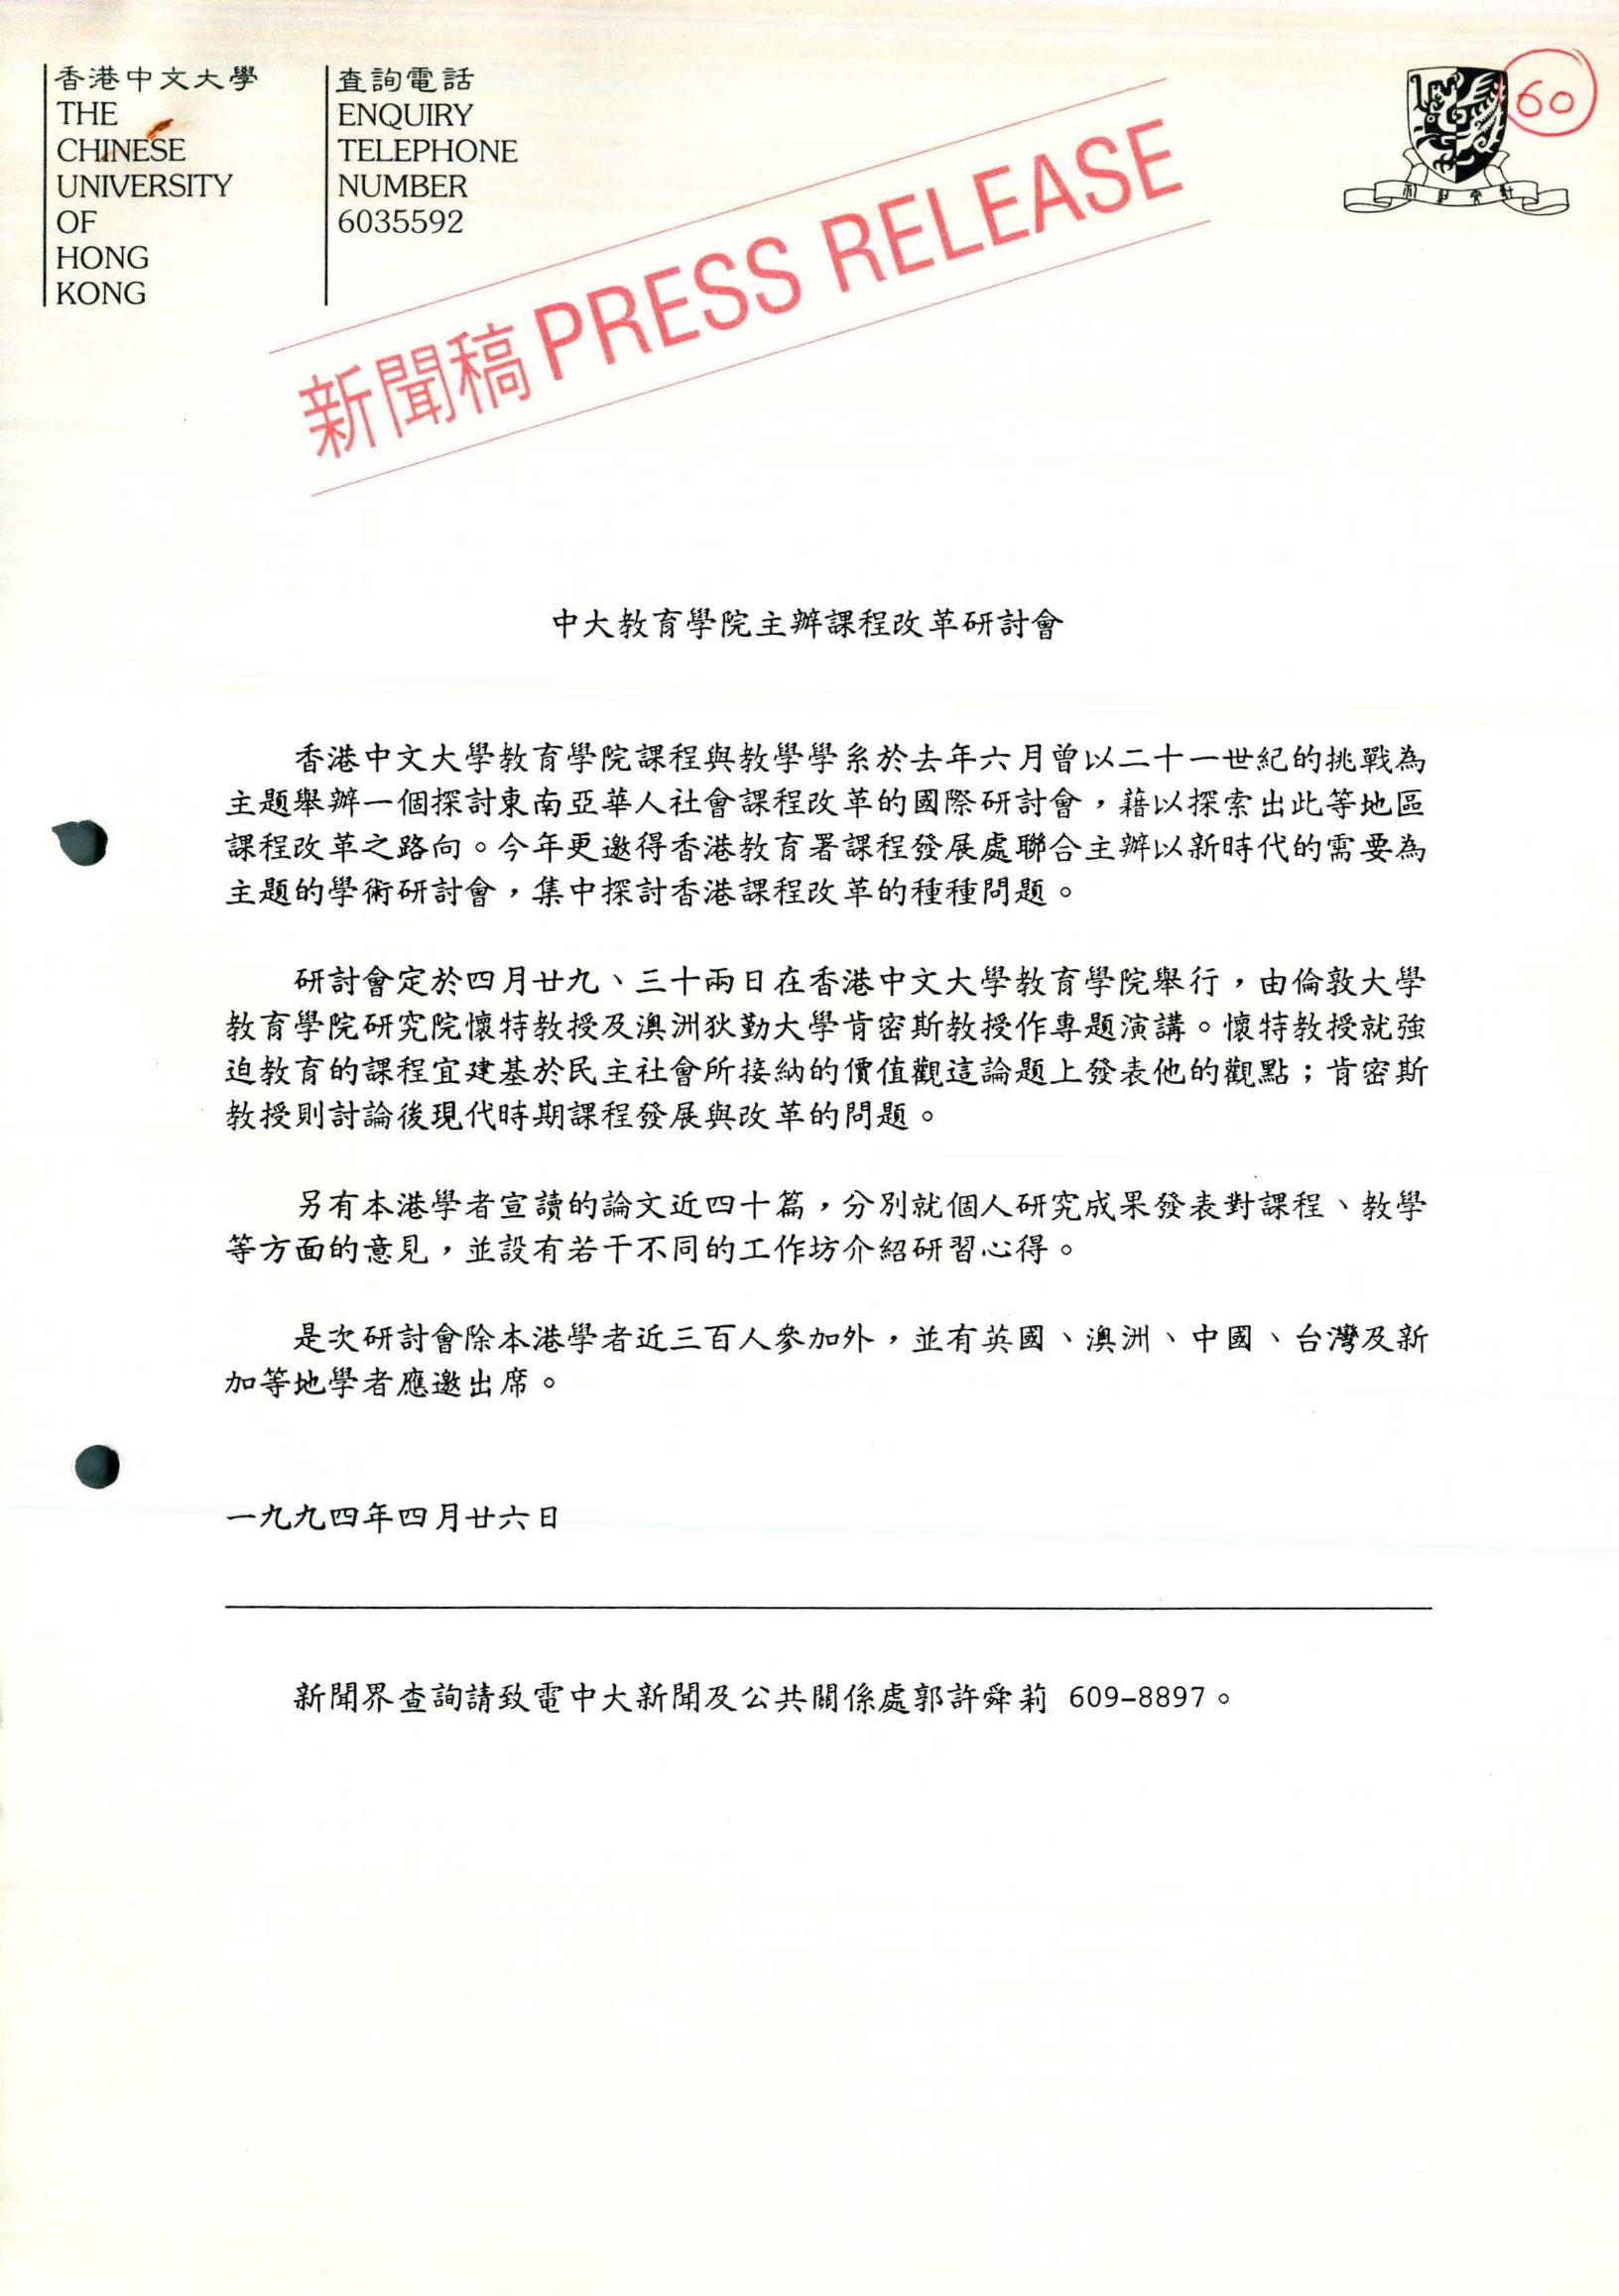 香港中文大學
THE
CHINESE
UNIVERSITY
OF
HONG
KONG
查詢電話
ENQUIRY
TELEPHONE
NUMBER
6035592
60
新聞稿 PRESS RELEASE
中大教育學院主辦課程改革研討會
香港中文大學教育學院課程與教學學系於去年六月曾以二十一世紀的挑戰為
主題舉辦一個探討東南亞華人社會課程改革的國際研討會，藉以探索出此等地區
課程改革之路向。今年更邀得香港教育署課程發展處聯合主辦以新時代的需要為
主題的學術研討會，集中探討香港課程改革的種種問題。
研討會定於四月廿九、三十兩日在香港中文大學教育學院舉行，由倫敦大學
教育學院研究院懷特教授及澳洲狄勤大學肯密斯教授作專題演講。懷特教授就強
迫教育的課程宜建基於民主社會所接納的價值觀這論題上發表他的觀點；肯密斯
教授則討論後現代時期課程發展與改革的問題。
另有本港學者宣讀的論文近四十篇，分別就個人研究成果發表對課程、教學
等方面的意見，並設有若干不同的工作坊介紹研習心得。
是次研討會除本港學者近三百人參加外，並有英國、澳洲、中國、台灣及新
加等地學者應邀出席。
一九九四年四月廿六日
新聞界查詢請致電中大新聞及公共關係處郭許舜莉 609-8897。